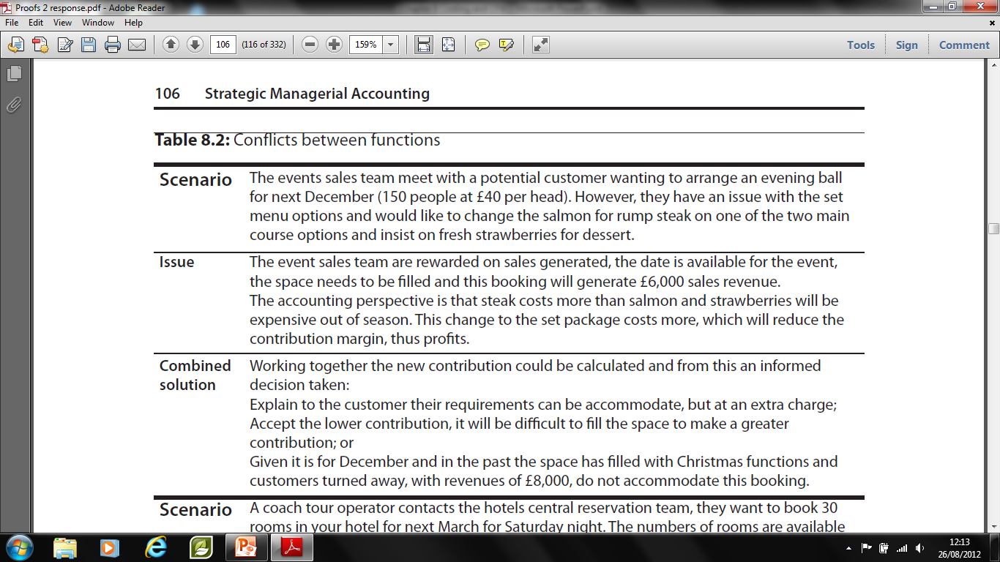 Proofs 2 response.pdf - Adobe Reader
File Edit View Window Help
106 (116 of 332) 159% Tools Sign Comment
106 Strategic Managerial Accounting
Table 8.2: Conflicts between functions
Scenario The events sales team meet with a potential customer wanting to arrange an evening ball
for next December (150 people at £40 per head). However, they have an issue with the set
menu options and would like to change the salmon for rump steak on one of the two main
course options and insist on fresh strawberries for dessert.
Issue The event sales team are rewarded on sales generated, the date is available for the event,
the space needs to be filled and this booking will generate £6,000 sales revenue.
The accounting perspective is that steak costs more than salmon and strawberries will be
expensive out of season. This change to the set package costs more, which will reduce the
contribution margin, thus profits.
Combined Working together the new contribution could be calculated and from this an informed
solution decision taken:
Explain to the customer their requirements can be accommodate, but at an extra charge;
Accept the lower contribution, it will be difficult to fill the space to make a greater
contribution; or
Given it is for December and in the past the space has filled with Christmas functions and
customers turned away, with revenues of £8,000, do not accommodate this booking.
Scenario A coach tour operator contacts the hotels central reservation team, they want to book 30
rooms in your hotel for next March for Saturday night. The numbers of rooms are available
12:13
26/08/2012